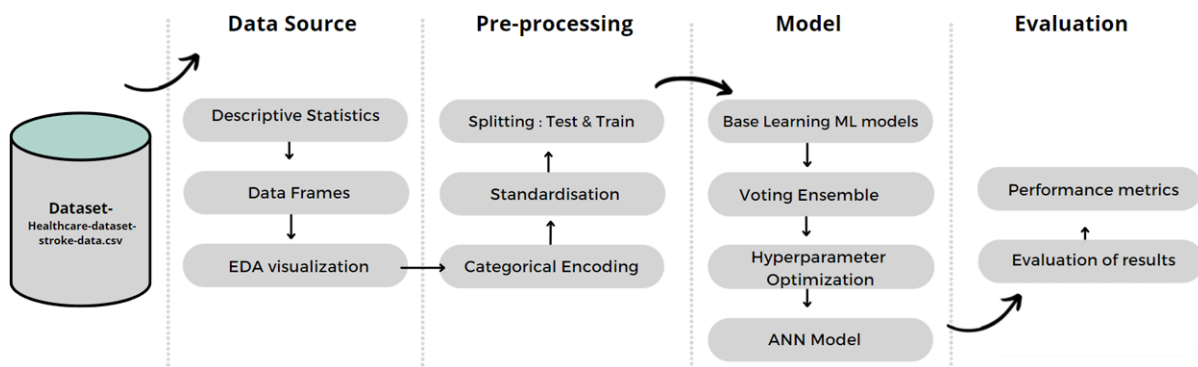 Data Source
Pre-processing
Model
Evaluation
Dataset-
Healthcare-dataset-
stroke-data.csv
Descriptive Statistics
Data Frames
EDA visualization
Splitting : Test & Train
Standardisation
Categorical Encoding
Base Learning ML models
Voting Ensemble
Hyperparameter
Optimization
ANN Model
Performance metrics
Evaluation of results